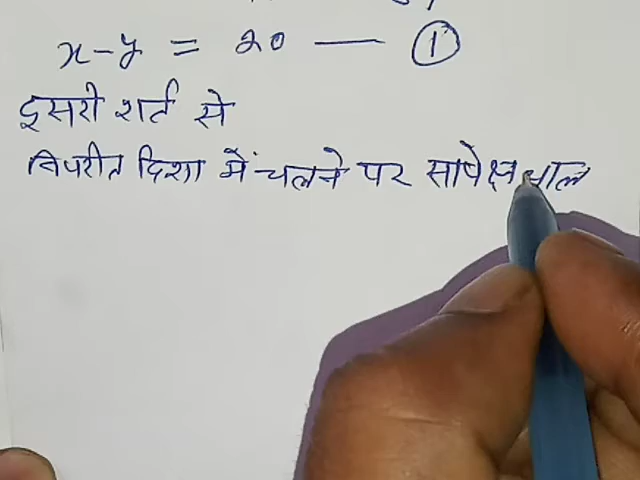 x - y = 20 — ①
दूसरी शर्त से
विपरीत दिशा में चलने पर सापेक्ष चाल